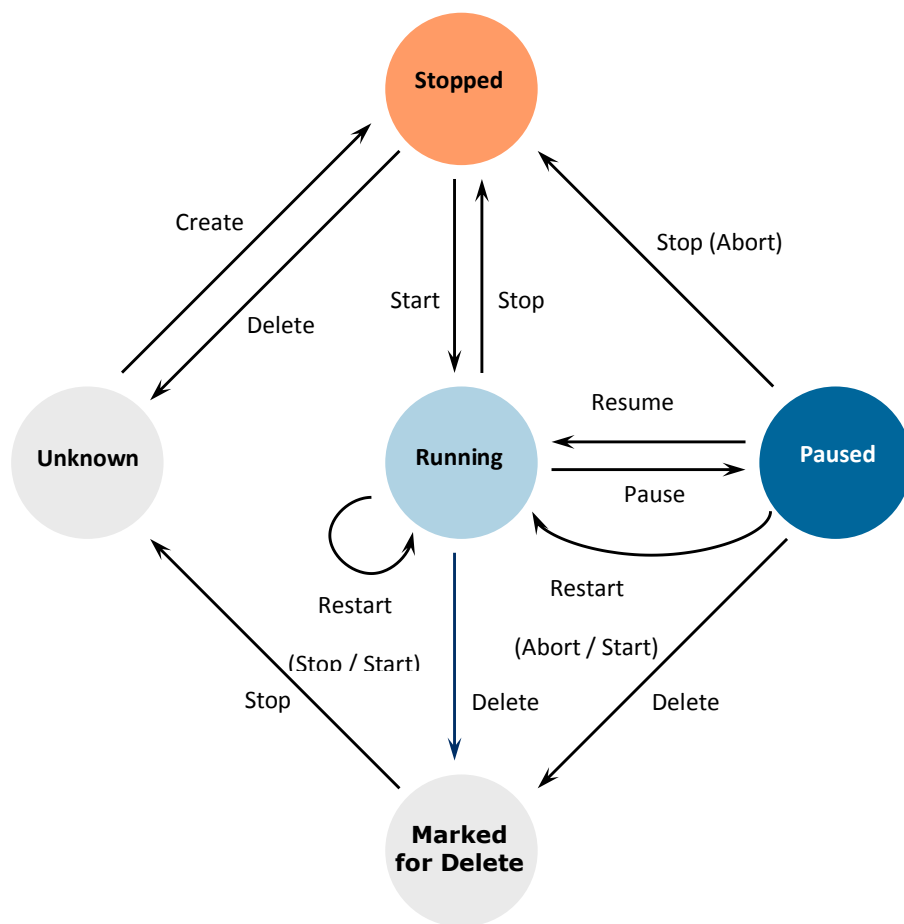 Stopped
Create
Stop (Abort)
Start
Stop
Delete
Resume
Unknown
Running
Paused
Pause
Restart
(Stop / Start)
Restart
(Abort / Start)
Stop
Delete
Delete
Marked
for Delete